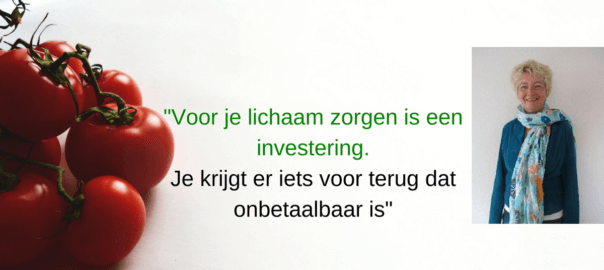 "Voor je lichaam zorgen is een
investering.
Je krijgt er iets voor terug dat
onbetaalbaar is"